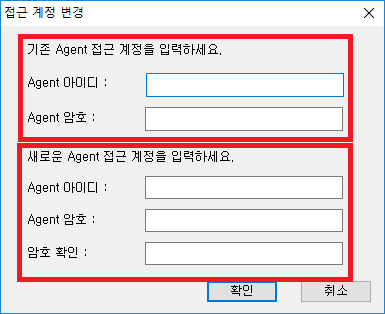 접근 계정 변경
기존 Agent 접근 계정을 입력하세요.
Agent 아이디 :
Agent 암호 :
새로운 Agent 접근 계정을 입력하세요.
Agent 아이디 :
Agent 암호 :
암호 확인 :
확인 취소